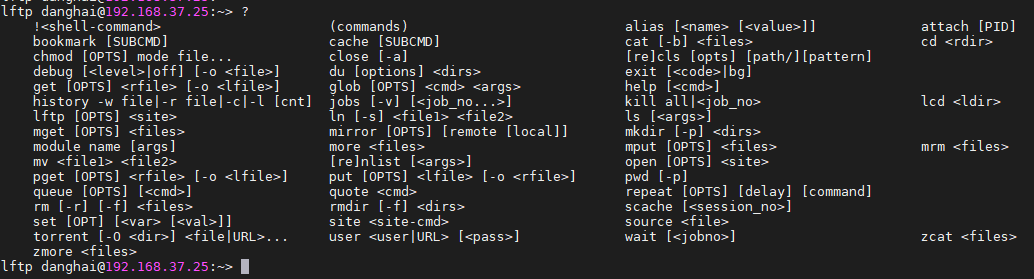 lftp danghai@192.168.37.25:~> ?
!<shell-command> (commands) alias [<name> [<value>]] attach [PID]
bookmark [SUBCMD] cache [SUBCMD] cat [-b] <files> cd <rdir>
chmod [OPTS] mode file... close [-a] [re]cls [opts] [path/][pattern]
debug [<level>|off] [-o <file>] du [options] <dirs> exit [<code>|bg]
get [OPTS] <rfile> [-o <lfile>] glob [OPTS] <cmd> <args> help [<cmd>]
history -w file|-r file|-c|-l [cnt] jobs [-v] [<job_no...>] kill all|<job_no> lcd <ldir>
lftp [OPTS] <site> ln [-s] <file1> <file2> ls [<args>]
mget [OPTS] <files> mirror [OPTS] [remote [local]] mkdir [-p] <dirs>
module name [args] more <files> mput [OPTS] <files> mrm <files>
mv <file1> <file2> [re]nlist [<args>] open [OPTS] <site>
pget [OPTS] <rfile> [-o <lfile>] put [OPTS] <lfile> [-o <rfile>] pwd [-p]
queue [OPTS] [<cmd>] quote <cmd> repeat [OPTS] [delay] [command]
rm [-r] [-f] <files> rmdir [-f] <dirs> scache [<session_no>]
set [OPT] [<var> [<val>]] site <site-cmd> source <file>
torrent [-O <dir>] <file|URL>... user <user|URL> [<pass>] wait [<jobno>] zcat <files>
zmore <files>
lftp danghai@192.168.37.25:~>